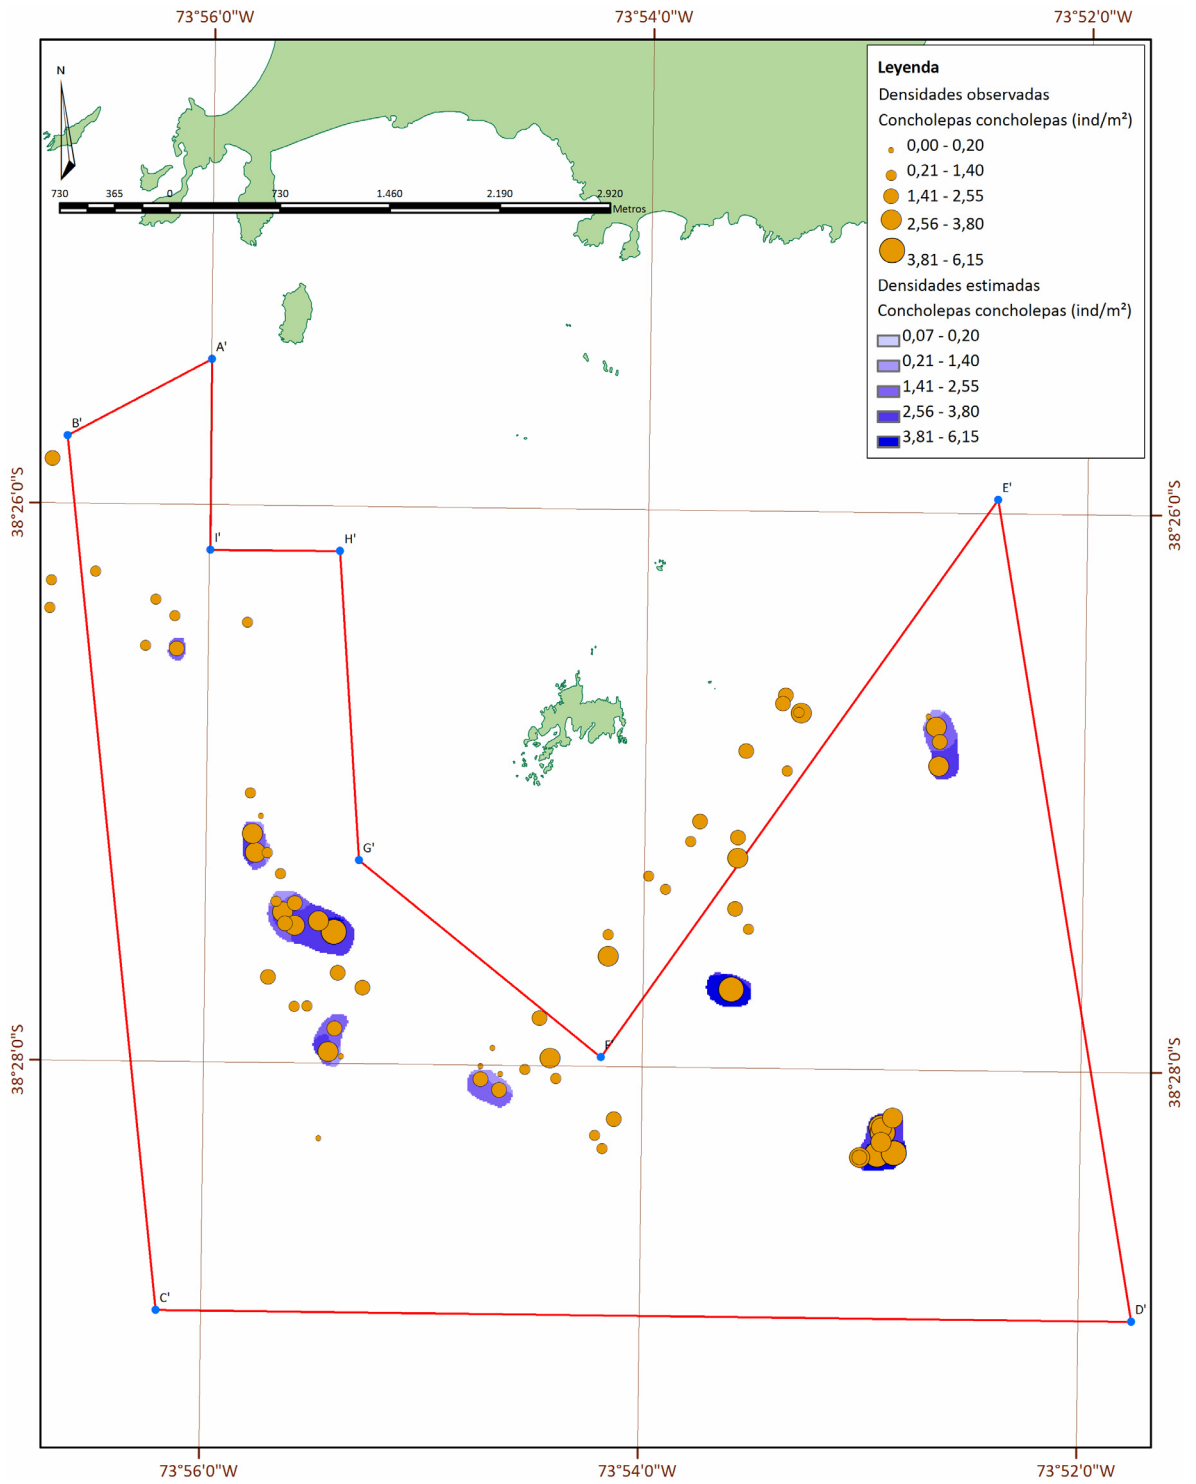 73°56'0"W
73°54'0"W
73°52'0"W
N
730 365 0 730 1.460 2.190 2.920
Metros
Leyenda
Densidades observadas
Concholepas concholepas (ind/m²)
0,00 - 0,20
0,21 - 1,40
1,41 - 2,55
2,56 - 3,80
3,81 - 6,15
Densidades estimadas
Concholepas concholepas (ind/m²)
0,07 - 0,20
0,21 - 1,40
1,41 - 2,55
2,56 - 3,80
3,81 - 6,15
A'
B'
E'
38°26'0"S
38°26'0"S
I'
H'
G'
F'
38°28'0"S
38°28'0"S
C'
D'
73°56'0"W
73°54'0"W
73°52'0"W